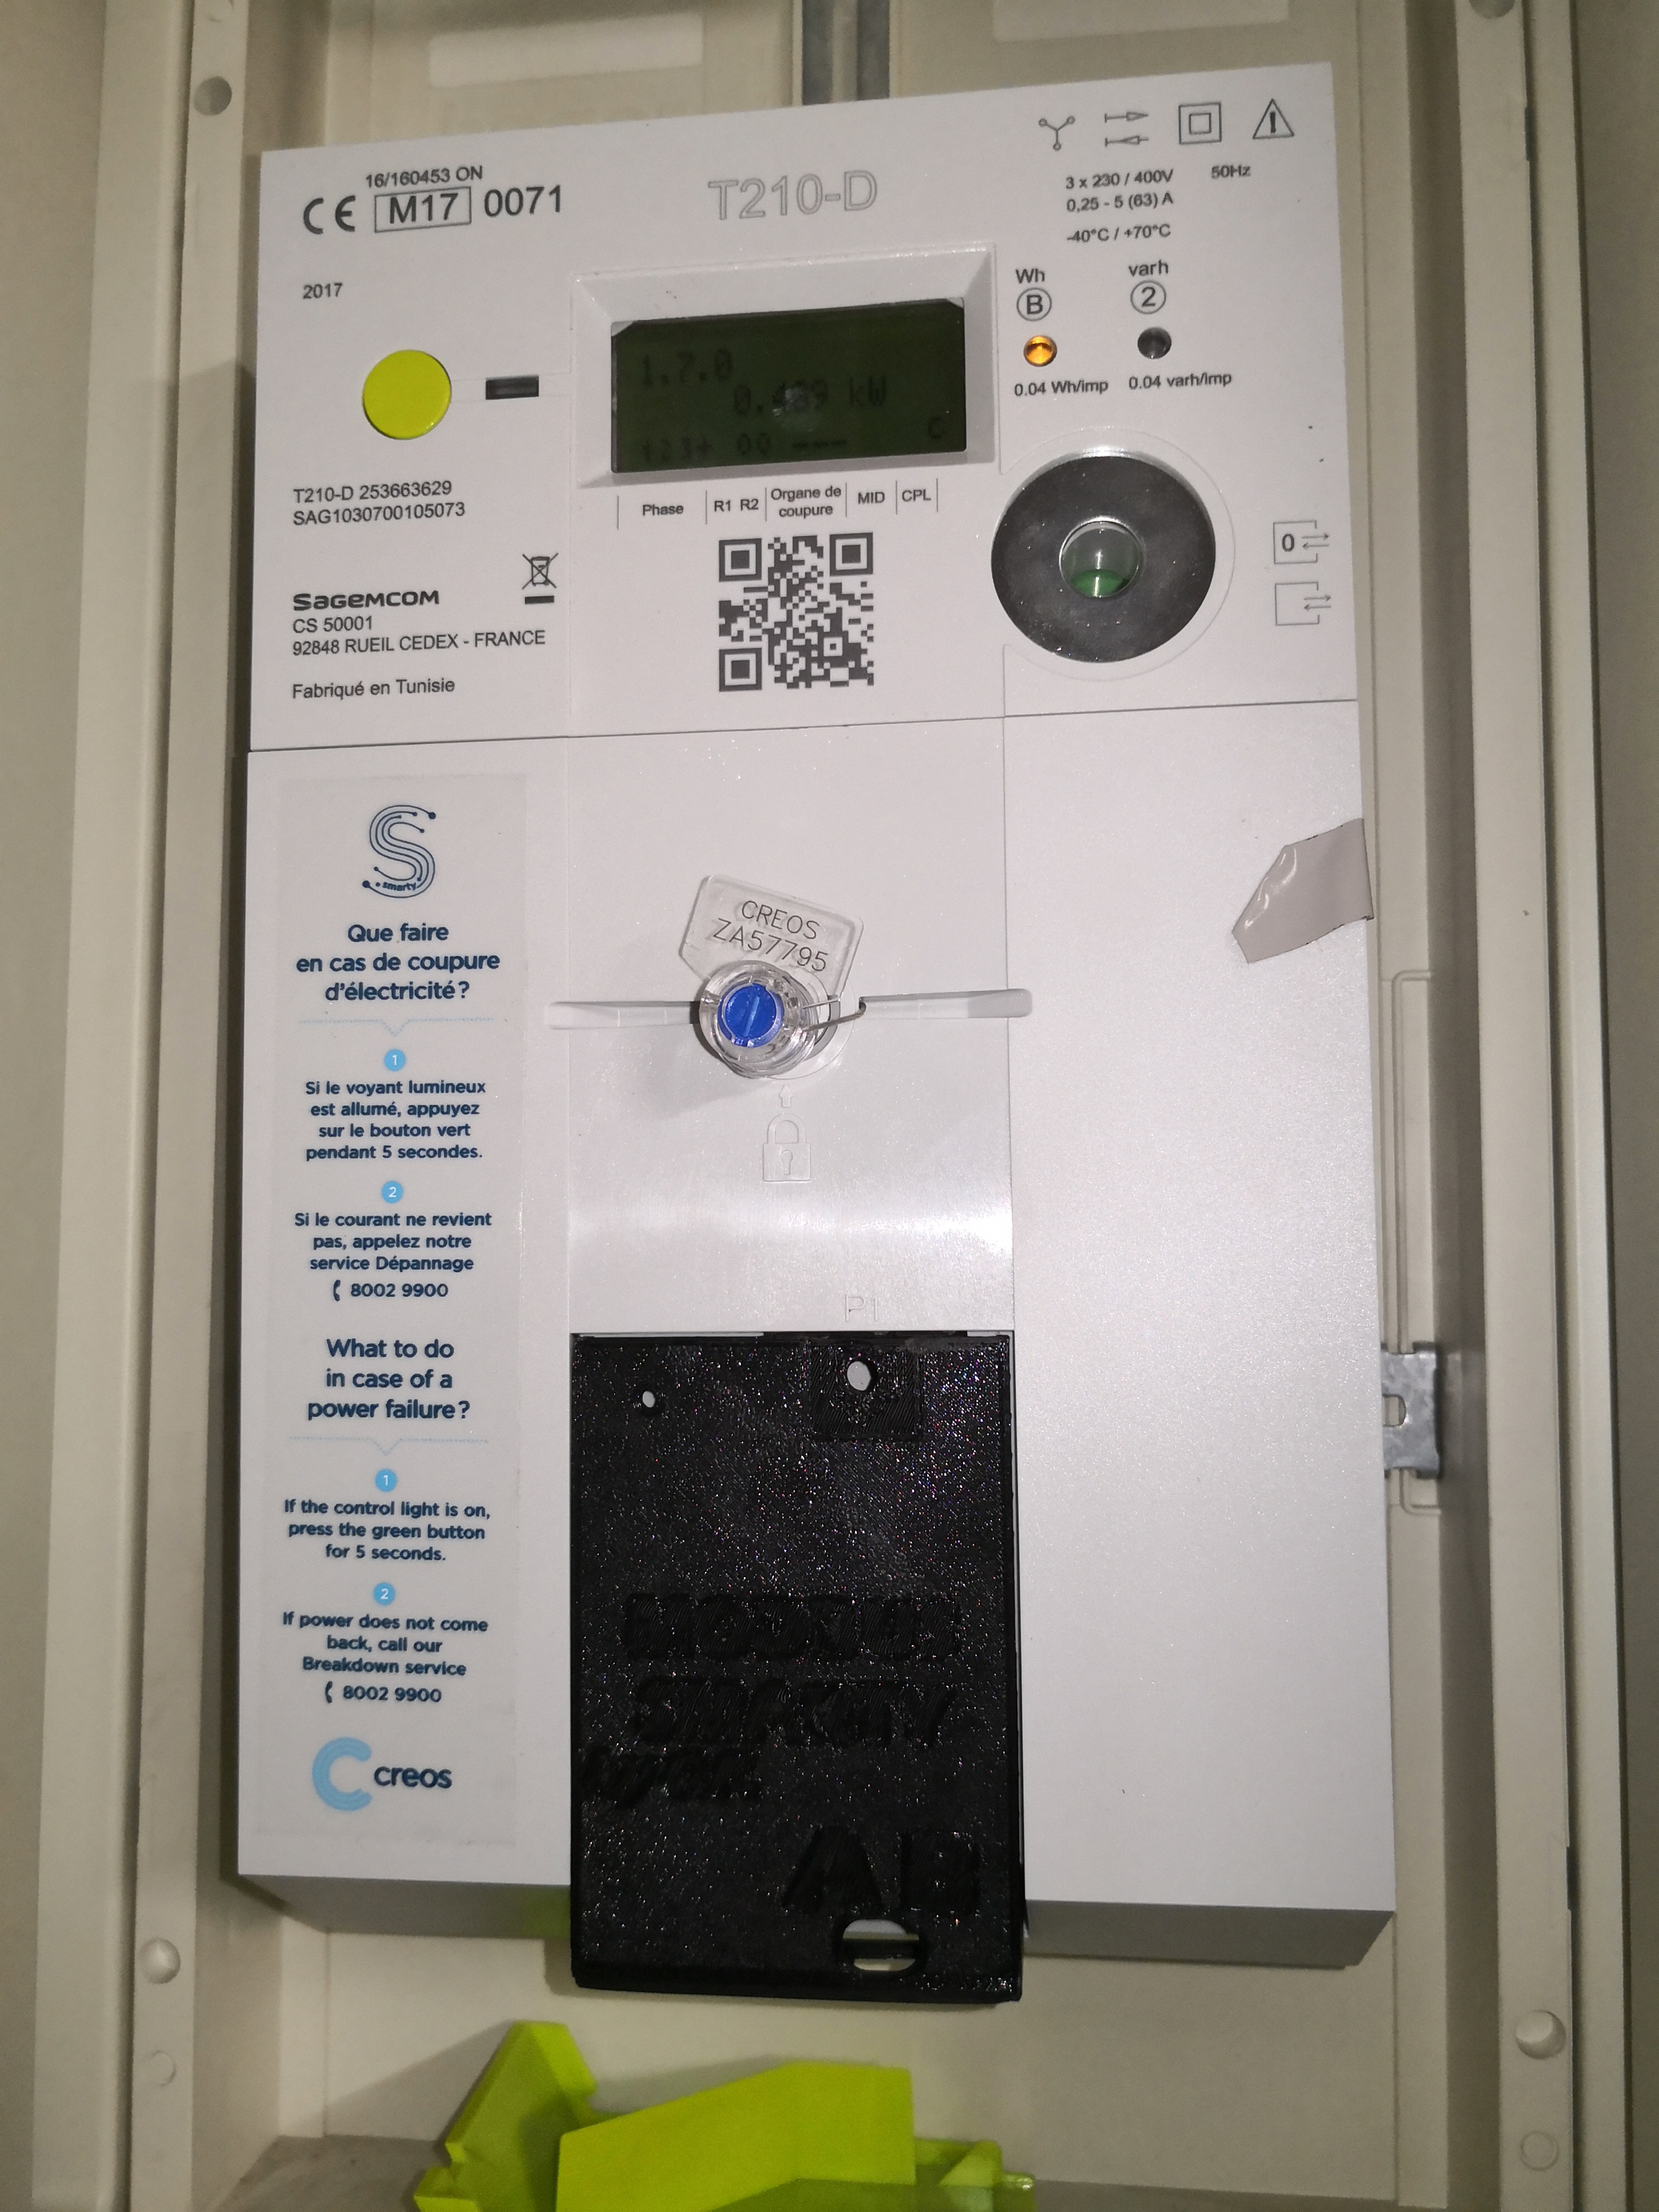 16/160453 ON
CE M17 0071
2017
T210-D
3 x 230 / 400V 50Hz
0,25 - 5 (63) A
-40°C / +70°C
Wh varh
B 2
0.04 Wh/imp 0.04 varh/imp
1.7.0
kW
Phase R1 R2 Organe de coupure MID CPL
0
T210-D 253663629
SAG1030700105073
SAGEMCOM
CS 50001
92848 RUEIL CEDEX - FRANCE
Fabriqué en Tunisie
smarty
Que faire
en cas de coupure
d'électricité?
1
Si le voyant lumineux
est allumé, appuyez
sur le bouton vert
pendant 5 secondes.
2
Si le courant ne revient
pas, appelez notre
service Dépannage
8002 9900
What to do
in case of a
power failure?
1
If the control light is on,
press the green button
for 5 seconds.
2
If power does not come
back, call our
Breakdown service
8002 9900
creos
CREOS
ZA57795
P1